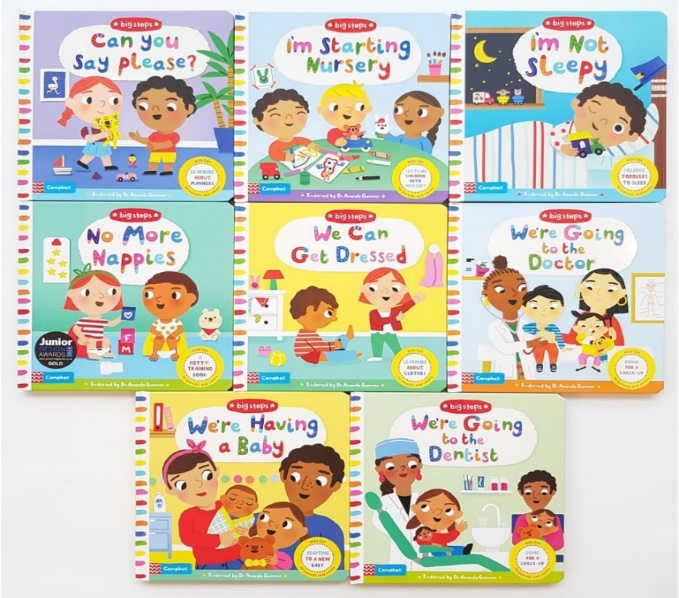 big steps
Can you
say please?
LEARNING
ABOUT
MANNERS
Campbell
Endorsed by Dr Amanda Gummer
big steps
I'm Starting
Nursery
SETTLING
CHILDREN INTO
NURSERY
Campbell
Endorsed by Dr Amanda Gummer
big steps
I'm Not
Sleepy
HELPING
TODDLERS
TO SLEEP
Campbell
Endorsed by Dr Amanda Gummer
big steps
No More
Nappies
F M
Junior
DESIGN
AWARDS
GOLD
A
POTTY-
TRAINING
BOOK
Campbell
Endorsed by Dr Amanda Gummer
big steps
We Can
Get Dressed
LEARNING
ABOUT
CLOTHES
Campbell
Endorsed by Dr Amanda Gummer
big steps
We're Going
to the
Doctor
GOING
FOR A
CHECK-UP
Campbell
Endorsed by Dr Amanda Gummer
big steps
We're Having
a Baby
ADAPTING
TO A NEW
BABY
Campbell
Endorsed by Dr Amanda Gummer
big steps
We're Going
to the
Dentist
GOING
FOR A
CHECK-UP
Campbell
Endorsed by Dr Amanda Gummer